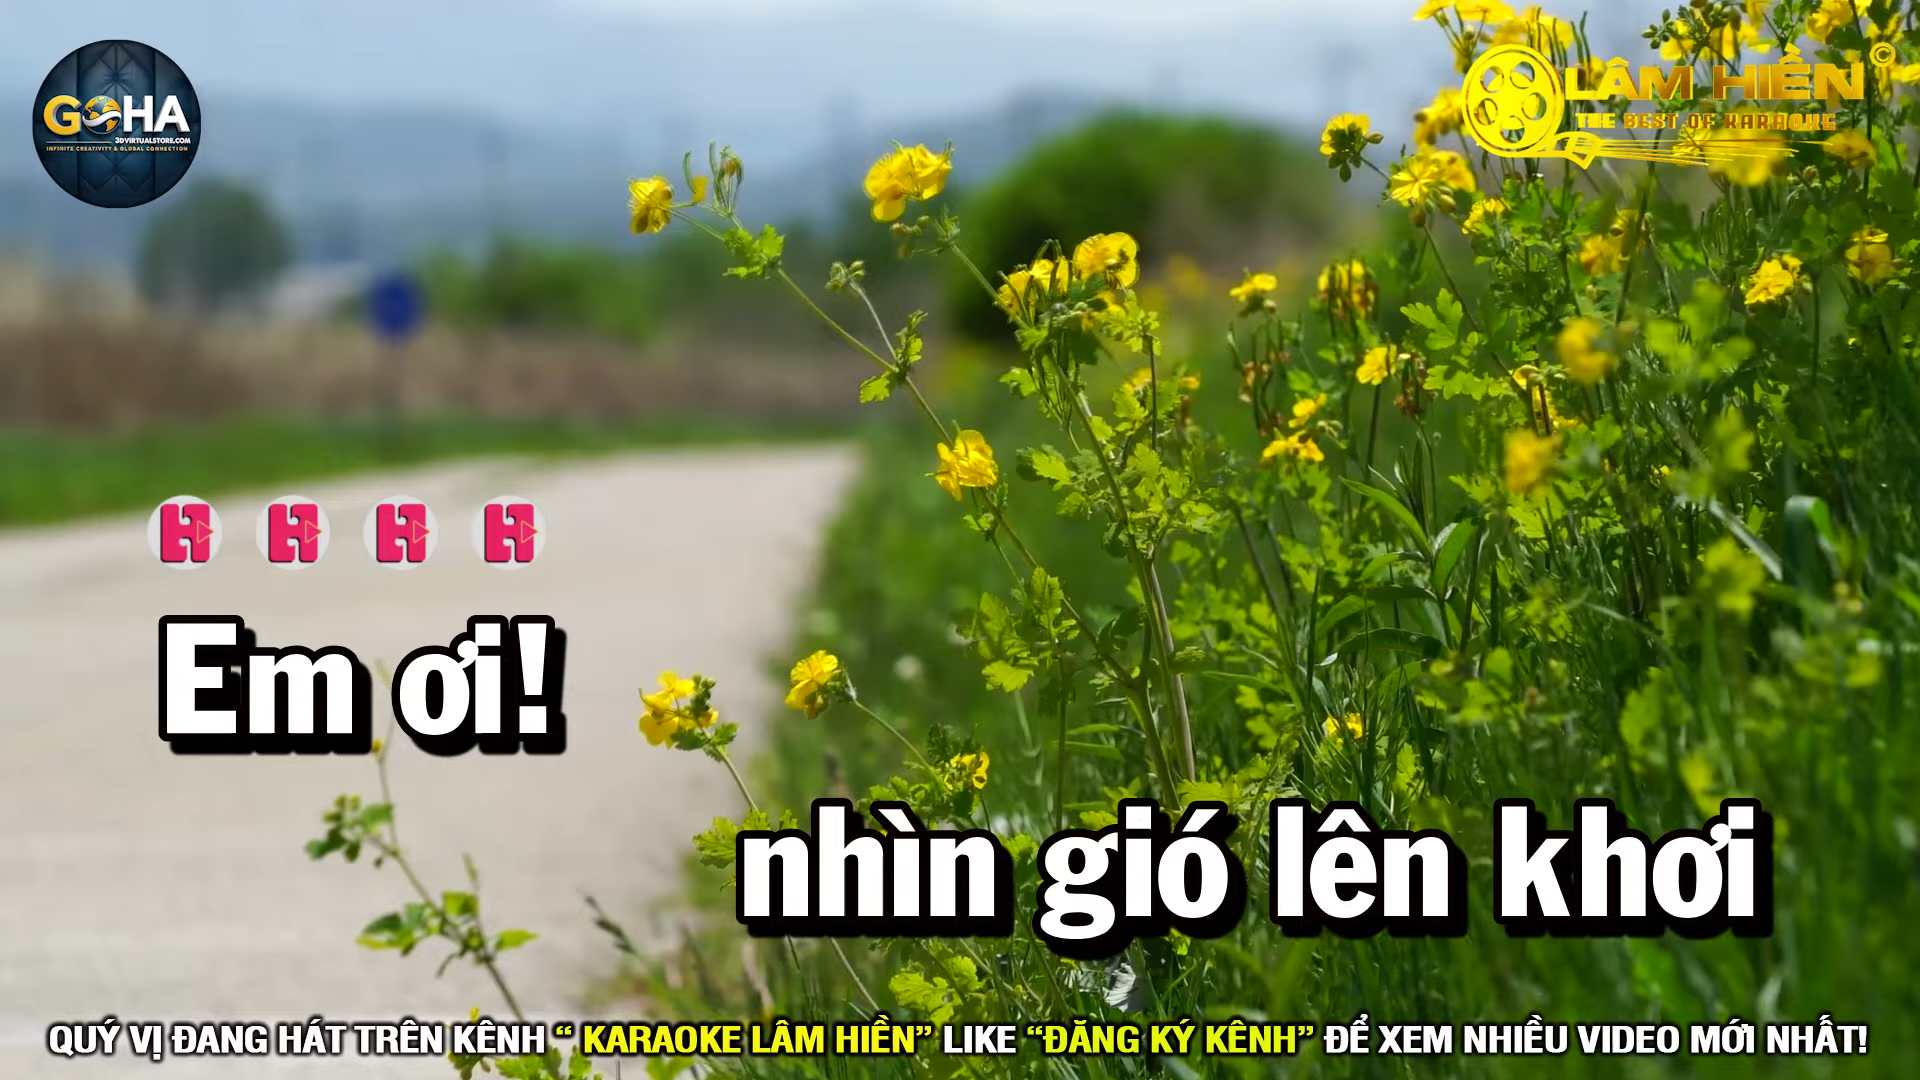 GOHA
3DVIRTUALSTORE.COM
INFINITE CREATIVITY & GLOBAL CONNECTION
LÂM HIỀN ©
THE BEST OF KARAOKE
Em ơi!
nhìn gió lên khơi
QUÝ VỊ ĐANG HÁT TRÊN KÊNH “ KARAOKE LÂM HIỀN” LIKE “ĐĂNG KÝ KÊNH” ĐỂ XEM NHIỀU VIDEO MỚI NHẤT!